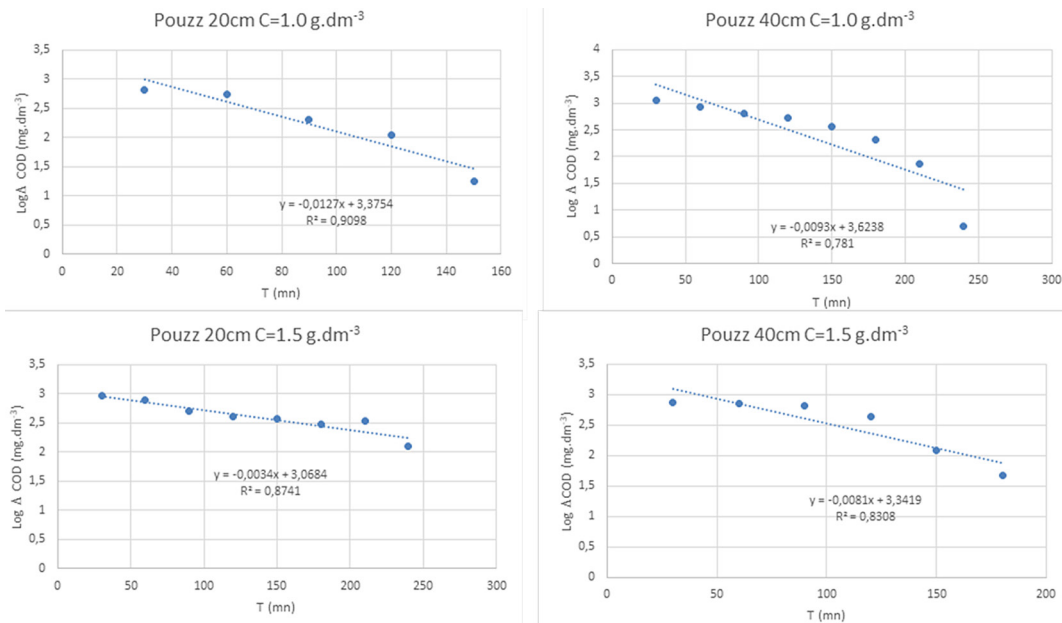 Pouzz 20cm C=1.0 g.dm-3
3,5
3
2,5
2
1,5
1
0,5
0
Log Δ COD (mg.dm-3)
y = -0,0127x + 3,3754
R² = 0,9098
0 20 40 60 80 100 120 140 160
T (mn)
Pouzz 40cm C=1.0 g.dm-3
4
3,5
3
2,5
2
1,5
1
0,5
0
Log Δ COD (mg.dm-3)
y = -0,0093x + 3,6238
R² = 0,781
0 50 100 150 200 250 300
T (mn)
Pouzz 20cm C=1.5 g.dm-3
3,5
3
2,5
2
1,5
1
0,5
0
Log Δ COD (mg.dm-3)
y = -0,0034x + 3,0684
R² = 0,8741
0 50 100 150 200 250 300
T (mn)
Pouzz 40cm C=1.5 g.dm-3
3,5
3
2,5
2
1,5
1
0,5
0
Log ΔCOD (mg.dm-3)
y = -0,0081x + 3,3419
R² = 0,8308
0 50 100 150 200
T (mn)